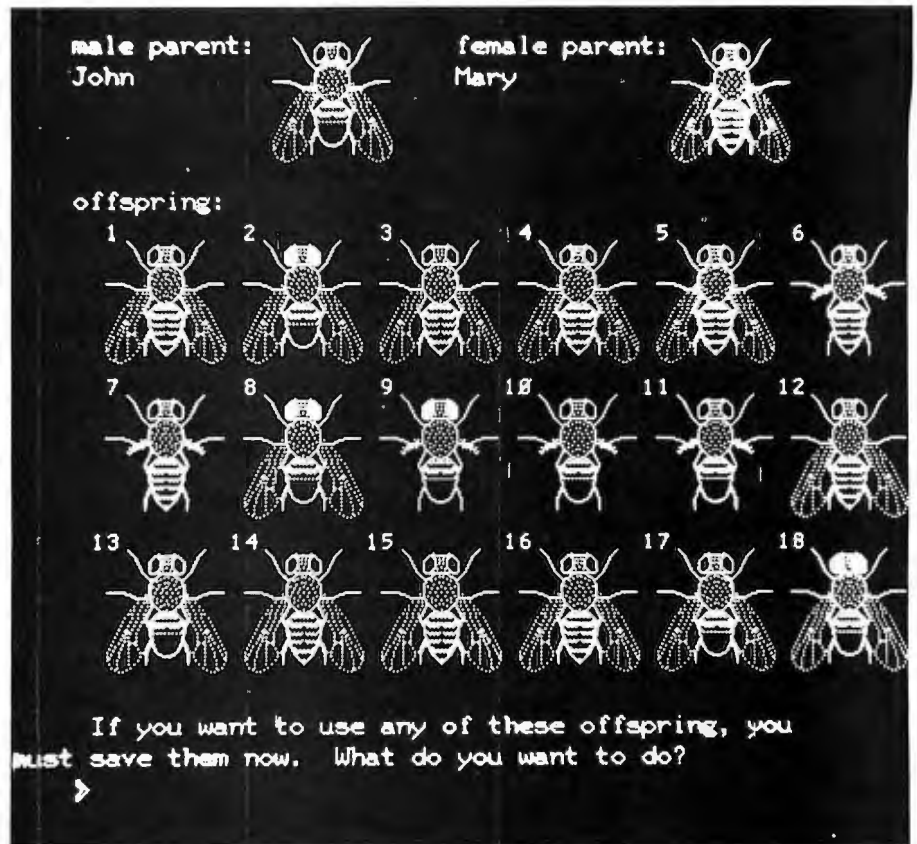 male parent: female parent:
John Mary
offspring:
1 2 3 4 5 6
7 8 9 10 11 12
13 14 15 16 17 18
If you want to use any of these offspring, you
must save them now. What do you want to do?
>